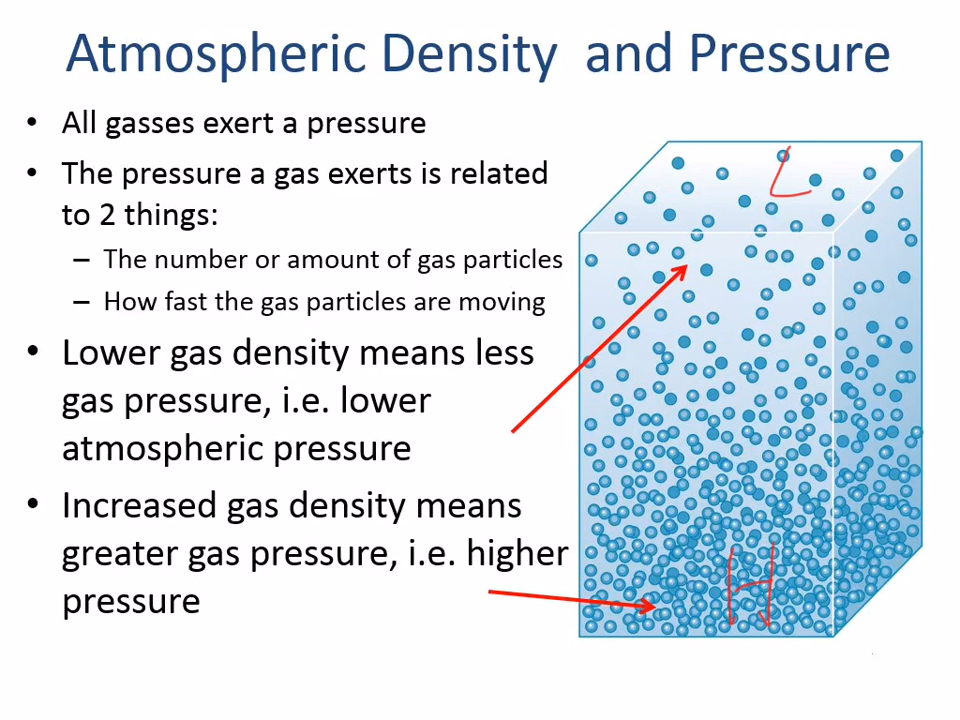 Atmospheric Density and Pressure
• All gasses exert a pressure
• The pressure a gas exerts is related
to 2 things:
– The number or amount of gas particles
– How fast the gas particles are moving
• Lower gas density means less
gas pressure, i.e. lower
atmospheric pressure
• Increased gas density means
greater gas pressure, i.e. higher
pressure
L
H